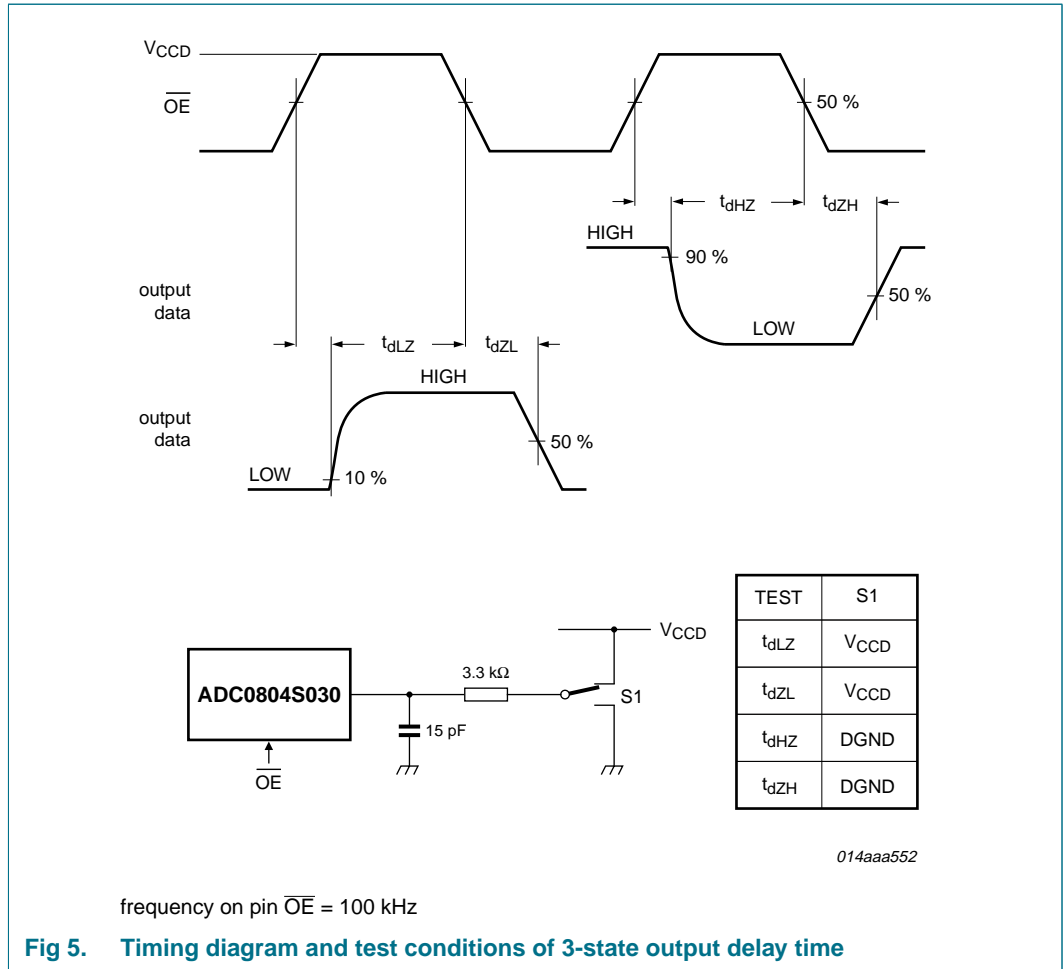 VCCD
OE
50 %
tdHZ
tdZH
HIGH
90 %
output
data
50 %
LOW
tdLZ
tdZL
HIGH
output
data
50 %
LOW
10 %
TEST S1
tdLZ VCCD
tdZL VCCD
tdHZ DGND
tdZH DGND
VCCD
3.3 kΩ
ADC0804S030
S1
15 pF
OE
014aaa552
frequency on pin OE = 100 kHz
Fig 5. Timing diagram and test conditions of 3-state output delay time